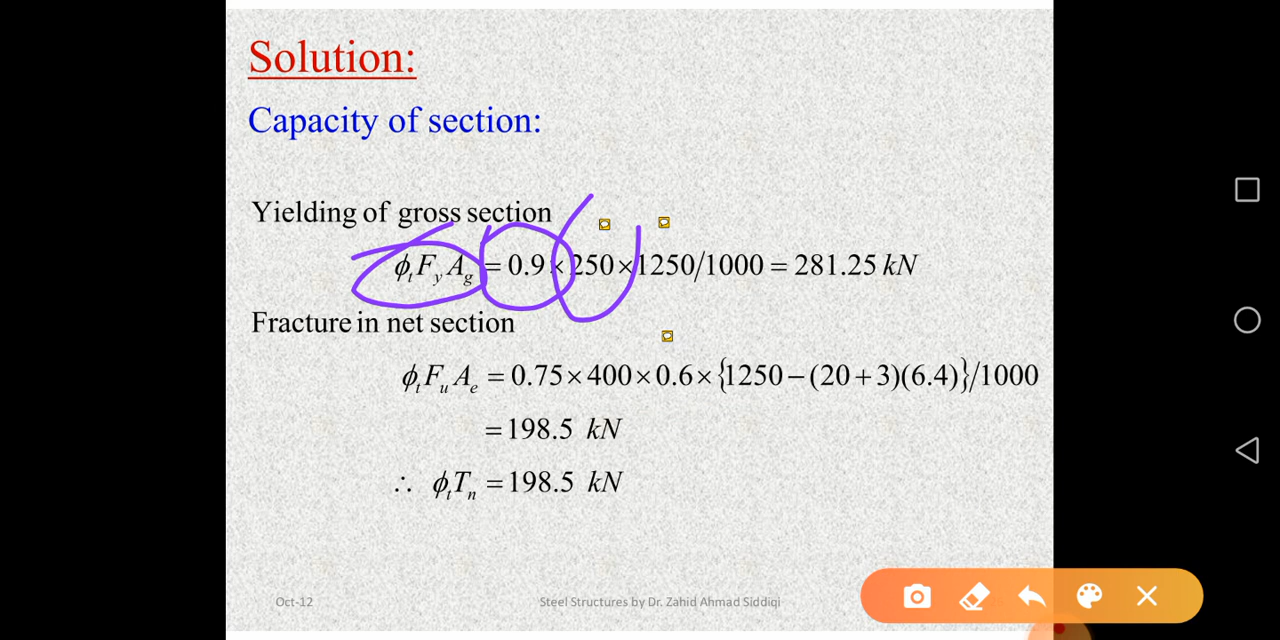 Solution:
Capacity of section:
Yielding of gross section
ϕₜFᵧA_g = 0.9×250×1250/1000 = 281.25 kN
Fracture in net section
ϕₜFᵤAₑ = 0.75×400×0.6×{1250−(20+3)(6.4)}/1000
=198.5 kN
∴ ϕₜTₙ =198.5 kN
Oct-12
Steel Structures by Dr. Zahid Ahmad Siddiqi